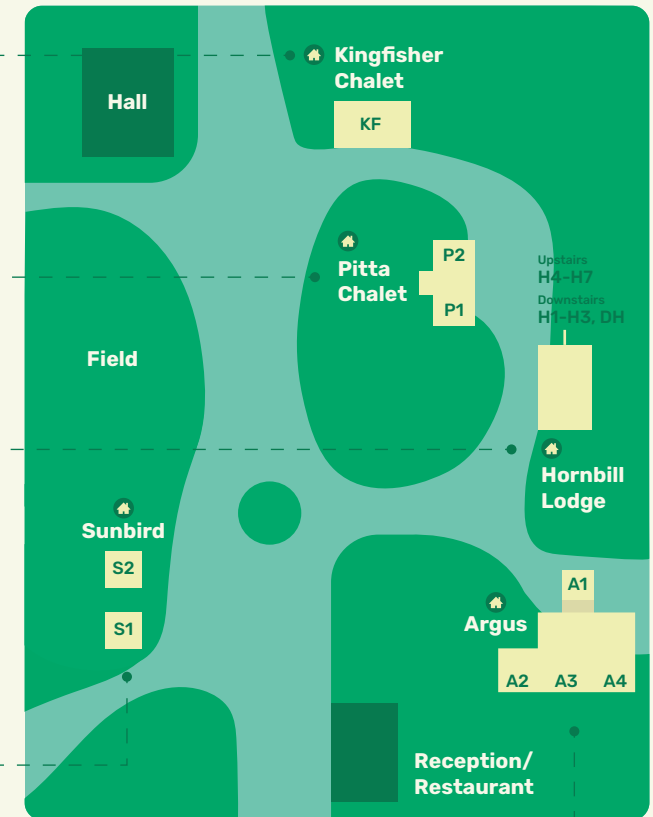 Kingfisher
Chalet
Hall
KF
Pitta
Chalet
P2
P1
Upstairs
H4-H7
Downstairs
H1-H3, DH
Field
Hornbill
Lodge
Sunbird
S2
S1
A1
Argus
A2 A3 A4
Reception/
Restaurant